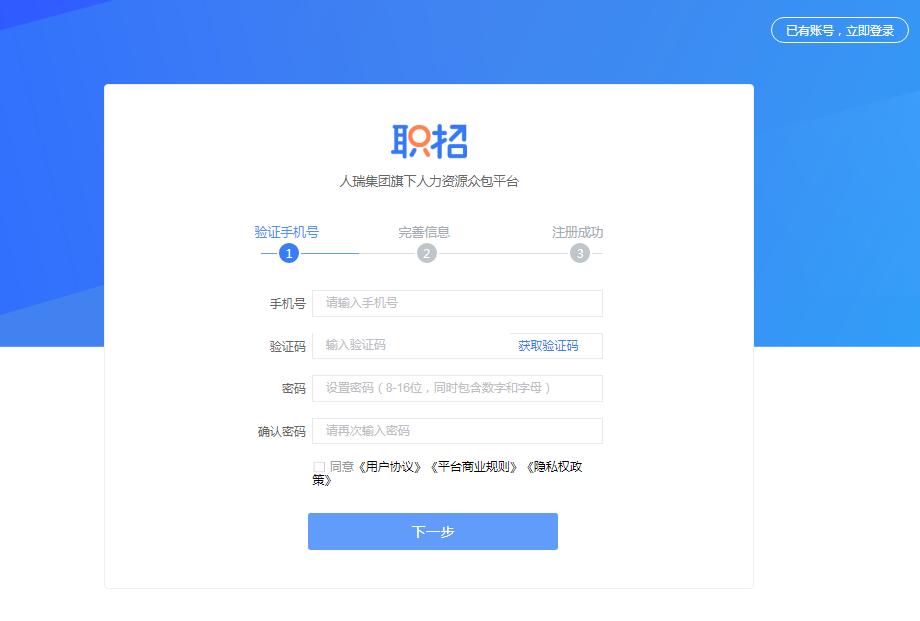 已有账号，立即登录
职招
人瑞集团旗下人力资源众包平台
验证手机号 完善信息 注册成功
1 2 3
手机号 请输入手机号
验证码 输入验证码 获取验证码
密码 设置密码（8-16位，同时包含数字和字母）
确认密码 请再次输入密码
同意《用户协议》《平台商业规则》《隐私权政
策》
下一步